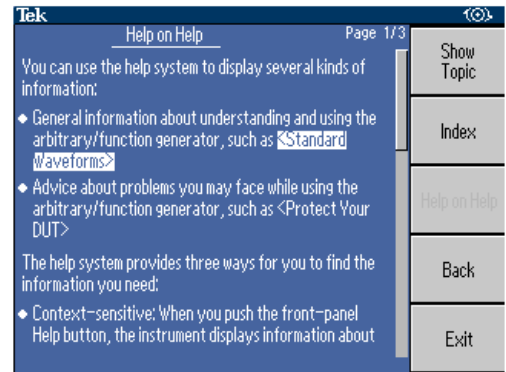 Tek
Help on Help
Page 1/3
You can use the help system to display several kinds of
information:
◆ General information about understanding and using the
arbitrary/function generator, such as <Standard
Waveforms>
◆ Advice about problems you may face while using the
arbitrary/function generator, such as <Protect Your
DUT>
The help system provides three ways for you to find the
information you need:
◆ Context-sensitive: When you push the front-panel
Help button, the instrument displays information about
Show
Topic
Index
Help on Help
Back
Exit